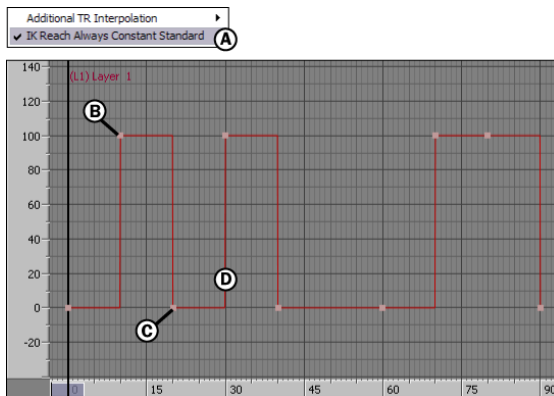 Additional TR Interpolation
IK Reach Always Constant Standard
A
140
(L1) Layer 1
120
B
100
80
60
40
20
D
0
C
-20
0 15 30 45 60 75 90